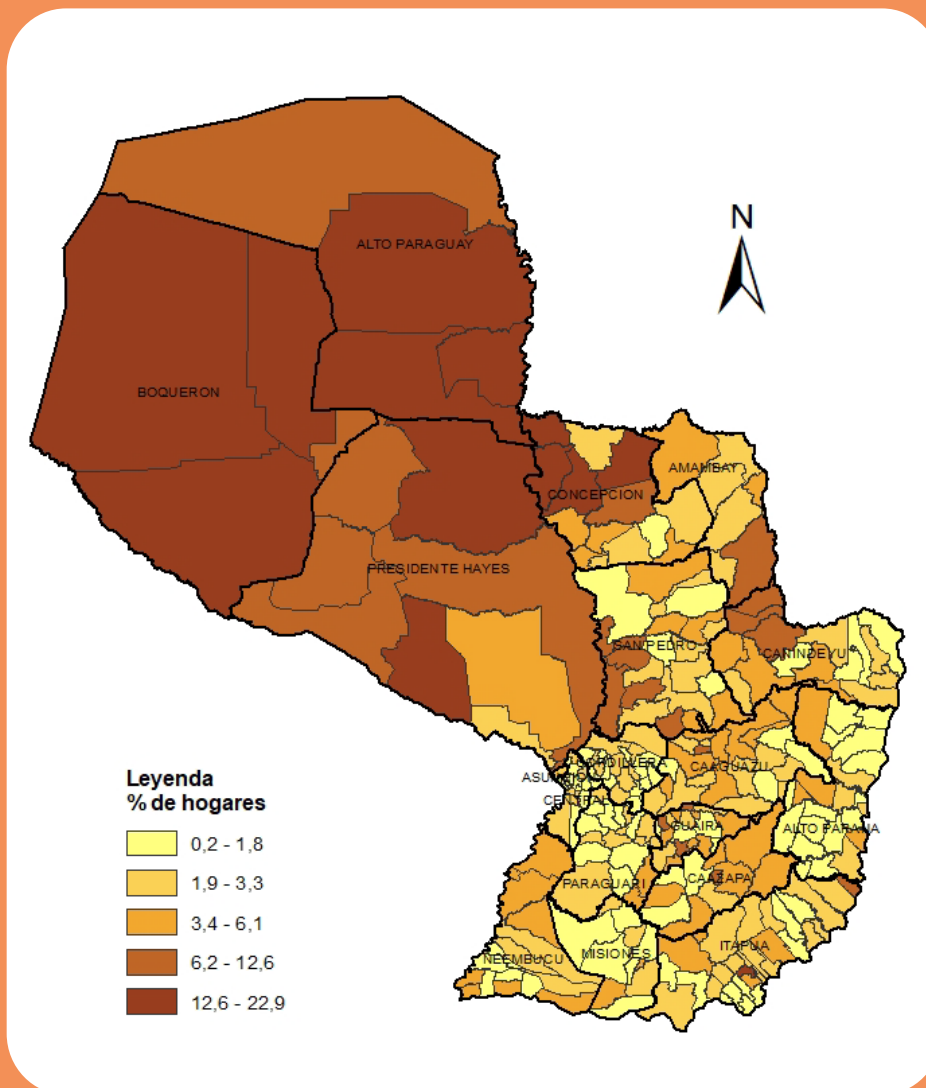 N
ALTO PARAGUAY
BOQUERON
AMAMBAY
CONCEPCION
PRESIDENTE HAYES
SAN PEDRO
CANINDEYU
CORDILLERA
CAAGUAZU
ASUNCION
CENTRAL
GUAIRA
ALTO PARANA
CAAZAPA
PARAGUARI
ITAPUA
MISIONES
ÑEEMBUCU
Leyenda
% de hogares
0,2 - 1,8
1,9 - 3,3
3,4 - 6,1
6,2 - 12,6
12,6 - 22,9